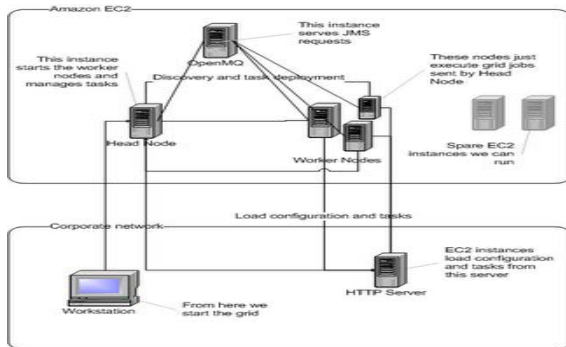 Amazon EC2
This instance
serves JMS
requests
OpenMQ
This instance
starts the worker
nodes and
manages tasks
Discovery and task deployment
These nodes just
execute grid jobs
sent by Head
Node
Head Node
Worker Nodes
Spare EC2
instances we can
run
Load configuration and tasks
Corporate network
EC2 instances
load configuration
and tasks from
this server
HTTP Server
Workstation
From here we
start the grid